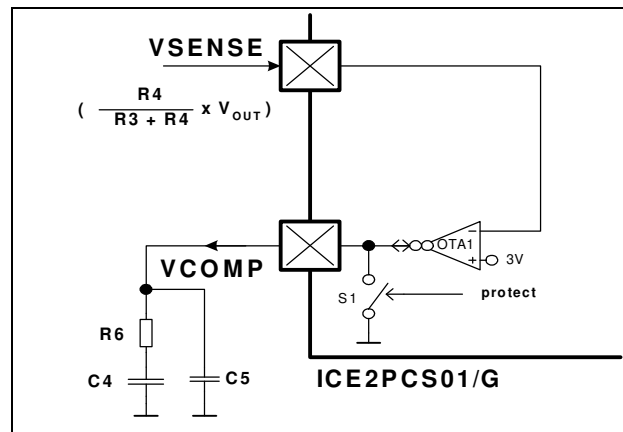 VSENSE
( R4
R3 + R4 x VOUT)
−
OTA1
+
3V
VCOMP
S1
protect
R6
C4
C5
ICE2PCS01/G